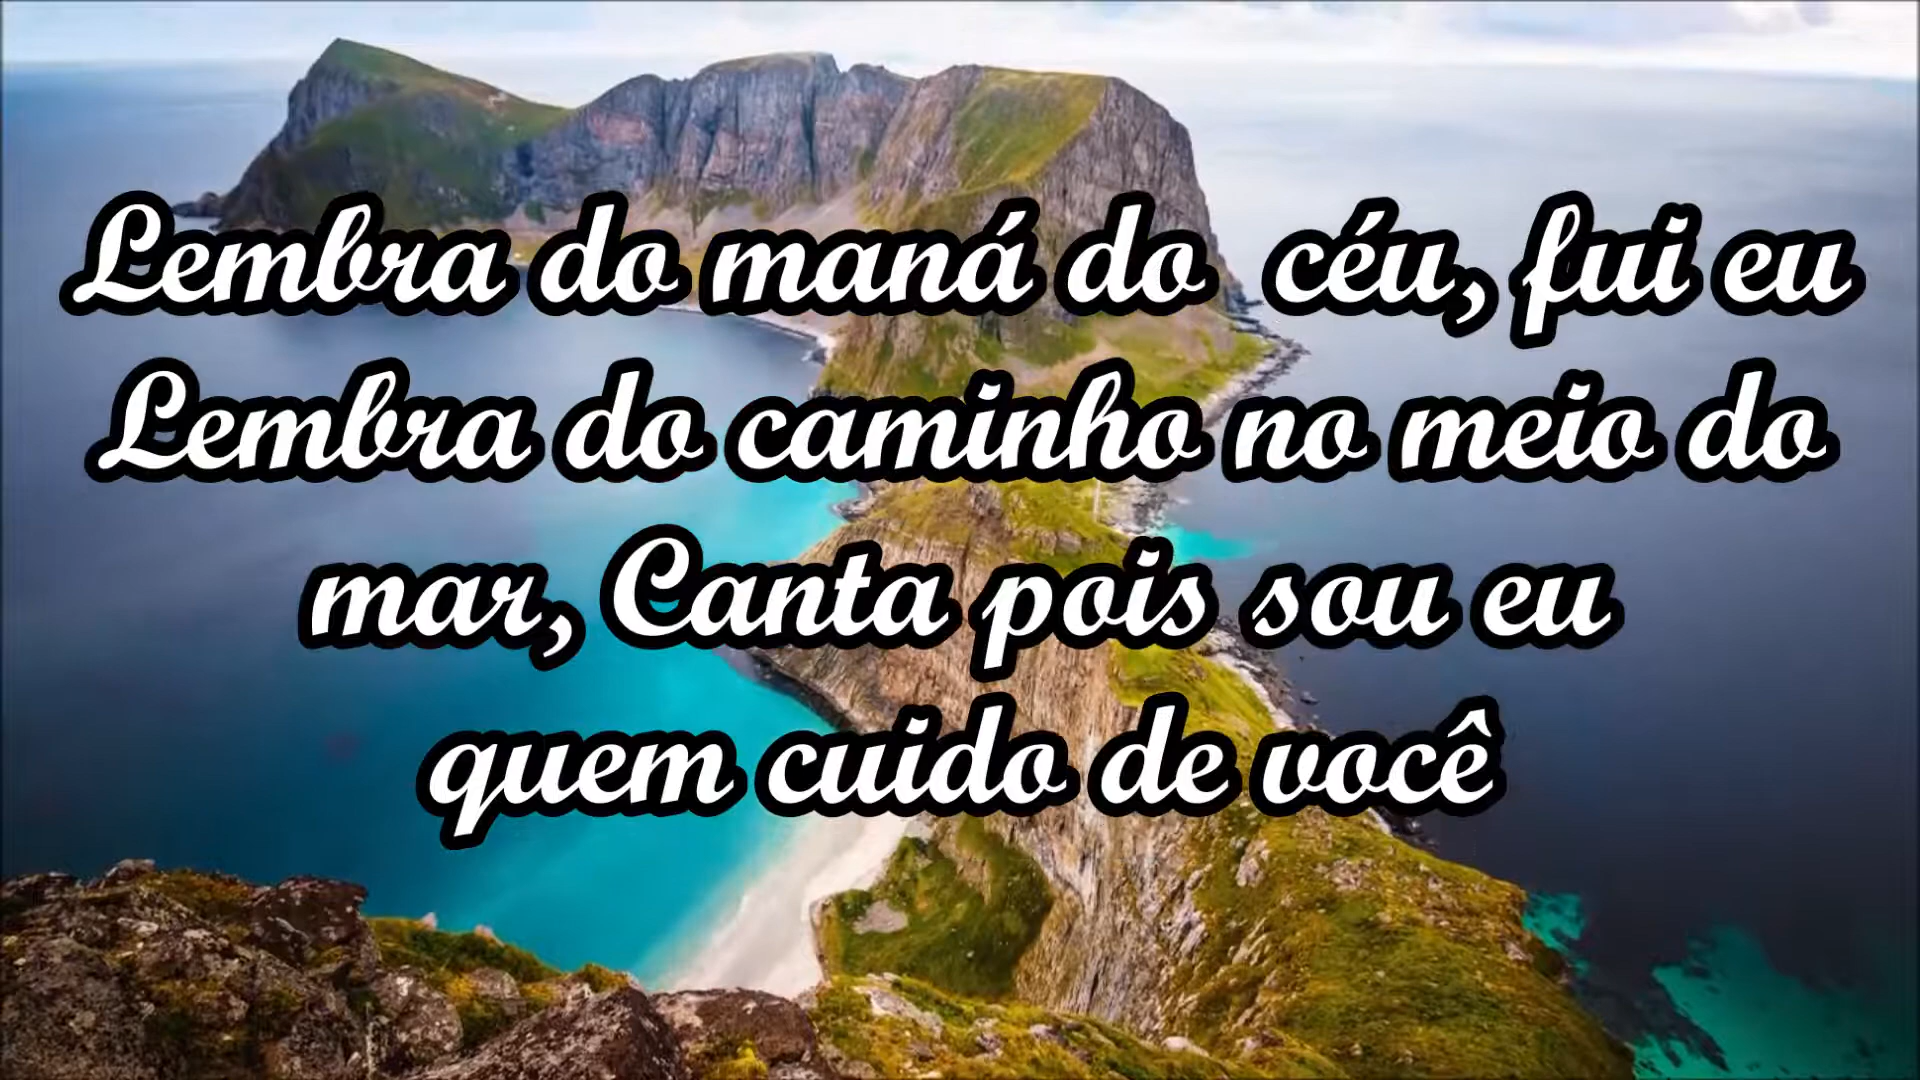 Lembra do maná do céu, fui eu
Lembra do caminho no meio do
mar, Canta pois sou eu
quem cuido de você